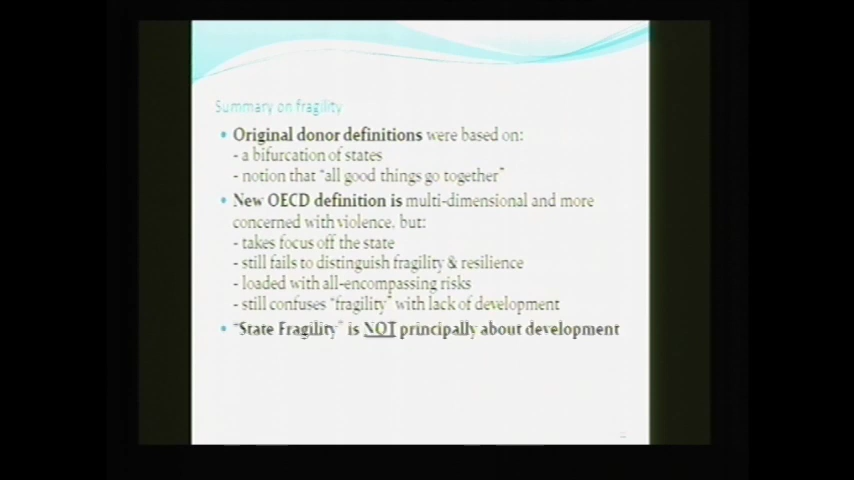 Summary on fragility
• Original donor definitions were based on:
- a bifurcation of states
- notion that "all good things go together"
• New OECD definition is multi-dimensional and more
concerned with violence, but:
- takes focus off the state
- still fails to distinguish fragility & resilience
- loaded with all-encompassing risks
- still confuses "fragility" with lack of development
• "State Fragility" is NOT principally about development